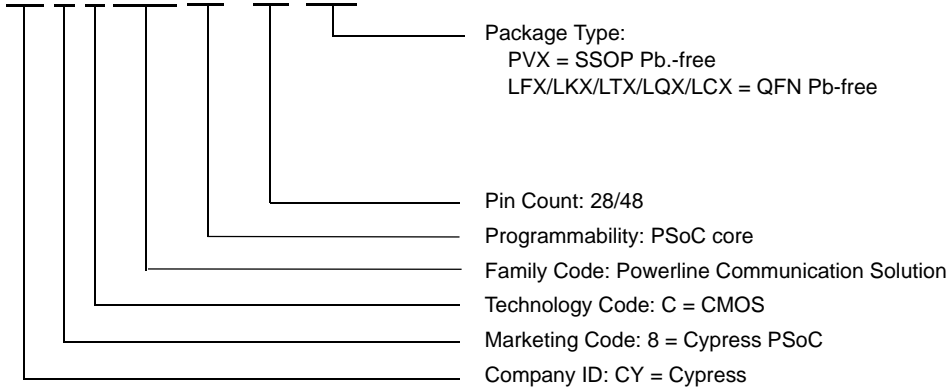 Package Type:
PVX = SSOP Pb.-free
LFX/LKX/LTX/LQX/LCX = QFN Pb-free
Pin Count: 28/48
Programmability: PSoC core
Family Code: Powerline Communication Solution
Technology Code: C = CMOS
Marketing Code: 8 = Cypress PSoC
Company ID: CY = Cypress